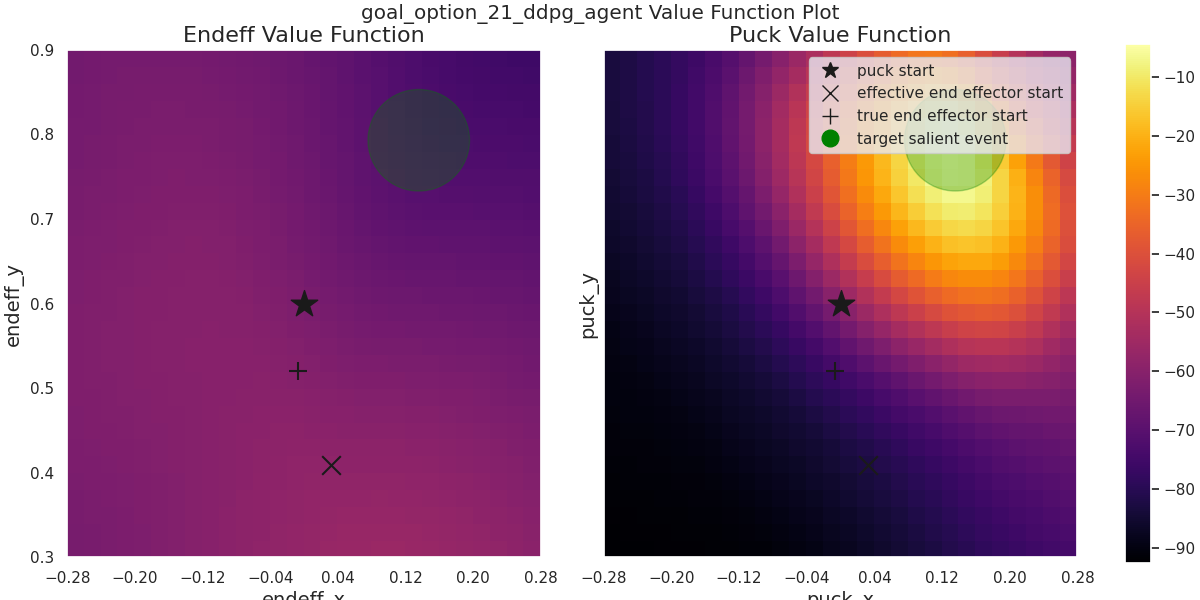 goal_option_21_ddpg_agent Value Function Plot
Endeff Value Function
Puck Value Function
0.9
0.8
0.7
0.6
0.5
0.4
0.3
endeff_y
−0.28 −0.20 −0.12 −0.04 0.04 0.12 0.20 0.28
endeff_x
puck start
effective end effector start
true end effector start
target salient event
puck_y
−0.28 −0.20 −0.12 −0.04 0.04 0.12 0.20 0.28
puck_x
−10
−20
−30
−40
−50
−60
−70
−80
−90